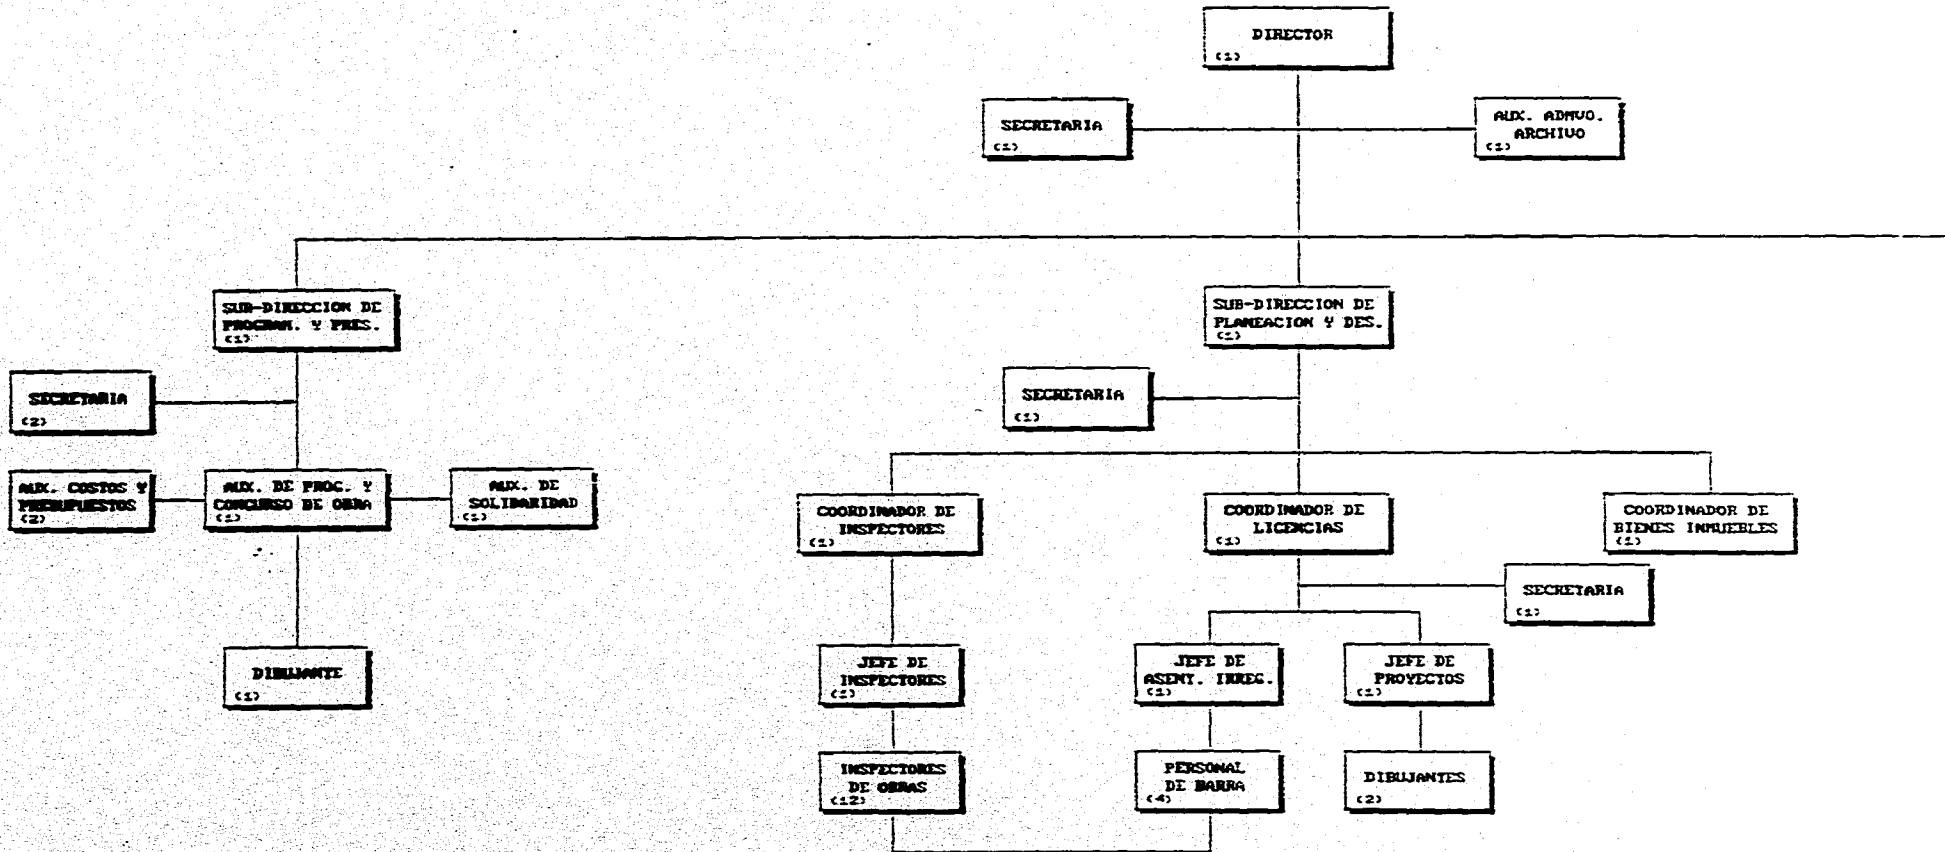 DIRECTOR
(1)
SECRETARIA
(1)
AUX. ADMVO.
ARCHIVO
(1)
SUB-DIRECCION DE
PROGRAM. Y PRES.
(1)
SUB-DIRECCION DE
PLANEACION Y DES.
(1)
SECRETARIA
(2)
SECRETARIA
(1)
AUX. COSTOS Y
PRESUPUESTOS
(2)
AUX. DE PROG. Y
CONCURSO DE OBRA
(1)
AUX. DE
SOLIDARIDAD
(1)
COORDINADOR DE
INSPECTORES
(1)
COORDINADOR DE
LICENCIAS
(1)
COORDINADOR DE
BIENES INMUEBLES
(1)
SECRETARIA
(1)
DIBUJANTE
(1)
JEFE DE
INSPECTORES
(1)
JEFE DE
ASENT. IRREG.
(1)
JEFE DE
PROYECTOS
(1)
INSPECTORES
DE OBRAS
(12)
PERSONAL
DE BARRA
(4)
DIBUJANTES
(2)